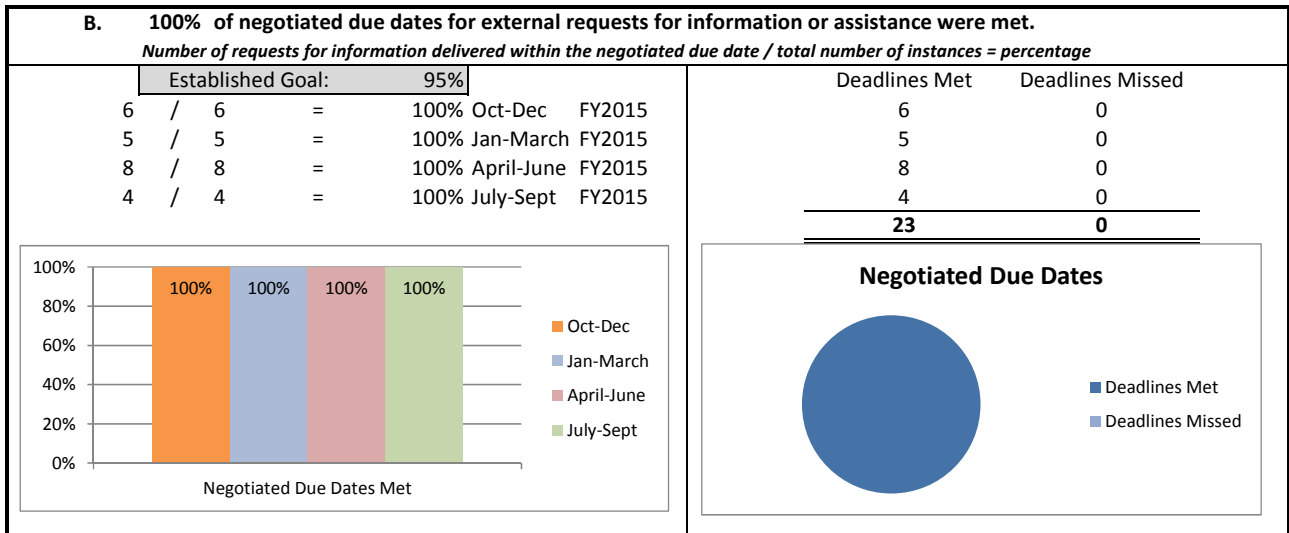 B. 100% of negotiated due dates for external requests for information or assistance were met.
Number of requests for information delivered within the negotiated due date / total number of instances = percentage
Established Goal: 95%
6 / 6 = 100% Oct-Dec FY2015
5 / 5 = 100% Jan-March FY2015
8 / 8 = 100% April-June FY2015
4 / 4 = 100% July-Sept FY2015
Deadlines Met Deadlines Missed
6 0
5 0
8 0
4 0
23 0
100%
80%
60%
40%
20%
0%
100% 100% 100% 100%
Negotiated Due Dates Met
Oct-Dec
Jan-March
April-June
July-Sept
Negotiated Due Dates
Deadlines Met
Deadlines Missed